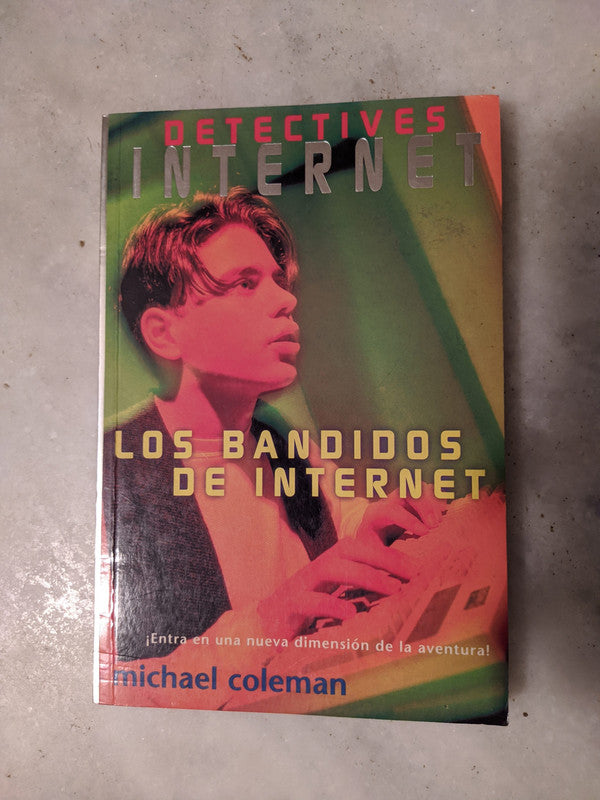 DETECTIVES
INTERNET
LOS BANDIDOS
DE INTERNET
¡Entra en una nueva dimensión de la aventura!
michael coleman